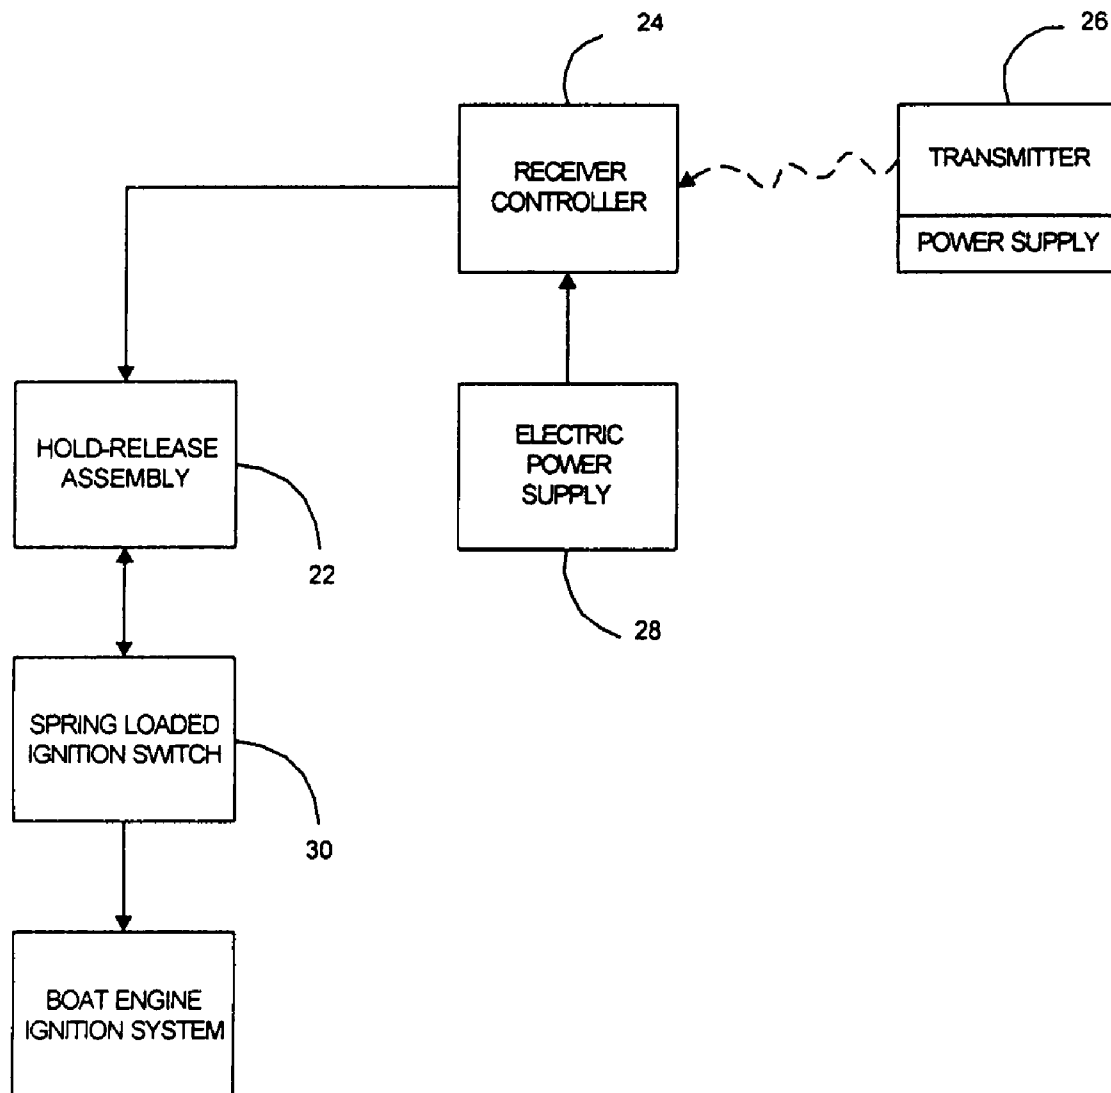 24
26
RECEIVER
CONTROLLER
TRANSMITTER
POWER SUPPLY
HOLD-RELEASE
ASSEMBLY
22
ELECTRIC
POWER
SUPPLY
28
SPRING LOADED
IGNITION SWITCH
30
BOAT ENGINE
IGNITION SYSTEM